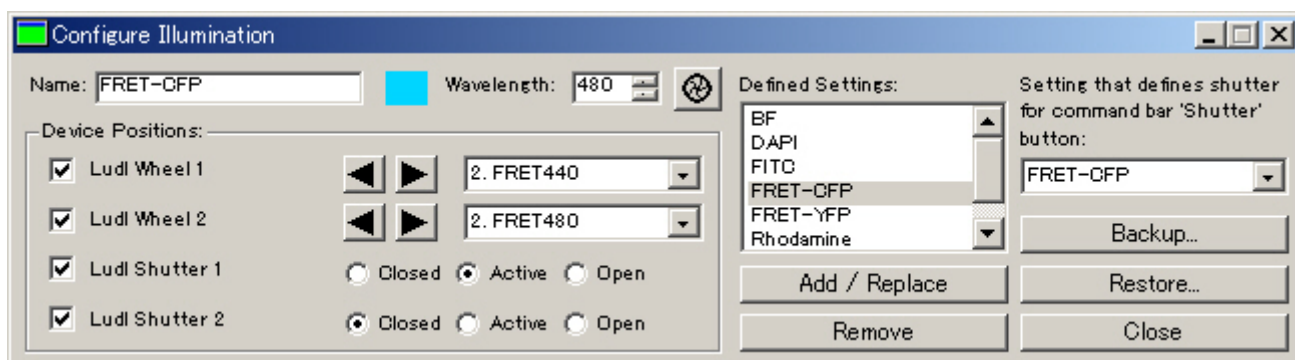 Configure Illumination
Name: FRET-CFP
Wavelength: 480
Device Positions:
Ludl Wheel 1
2. FRET440
Ludl Wheel 2
2. FRET480
Ludl Shutter 1
Closed Active Open
Ludl Shutter 2
Closed Active Open
Defined Settings:
BF
DAPI
FITC
FRET-CFP
FRET-YFP
Rhodamine
Add / Replace
Remove
Setting that defines shutter
for command bar 'Shutter'
button:
FRET-CFP
Backup...
Restore...
Close